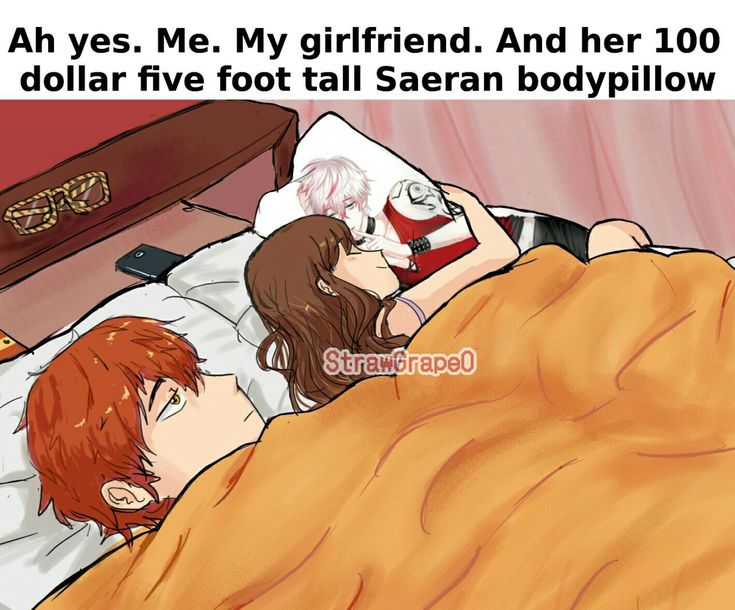 Ah yes. Me. My girlfriend. And her 100
dollar five foot tall Saeran bodypillow
StrawGrape0